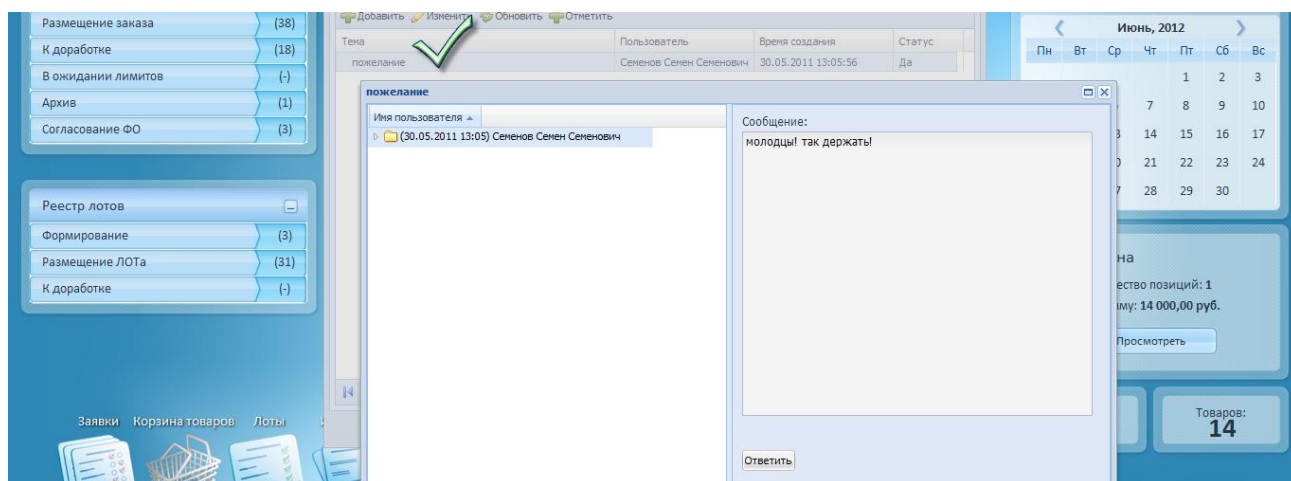 Размещение заказа (38)
К доработке (18)
В ожидании лимитов (-)
Архив (1)
Согласование ФО (3)
Реестр лотов
Формирование (3)
Размещение ЛОТа (31)
К доработке (-)
Заявки Корзина товаров Лоты
Добавить Изменить Обновить Отметить
Тема Пользователь Время создания Статус
пожелание Семенов Семен Семенович 30.05.2011 13:05:56 Да
пожелание
Имя пользователя
(30.05.2011 13:05) Семенов Семен Семенович
Сообщение:
молодцы! так держать!
Ответить
Июнь, 2012
Пн Вт Ср Чт Пт Сб Вс
1 2 3
7 8 9 10
14 15 16 17
21 22 23 24
28 29 30
на
ество позиций: 1
му: 14 000,00 руб.
Просмотреть
Товаров:
14